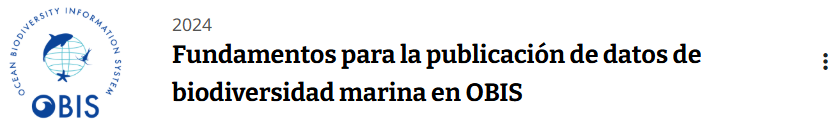 OCEAN BIODIVERSITY INFORMATION SYSTEM
OBIS
2024
Fundamentos para la publicación de datos de
biodiversidad marina en OBIS